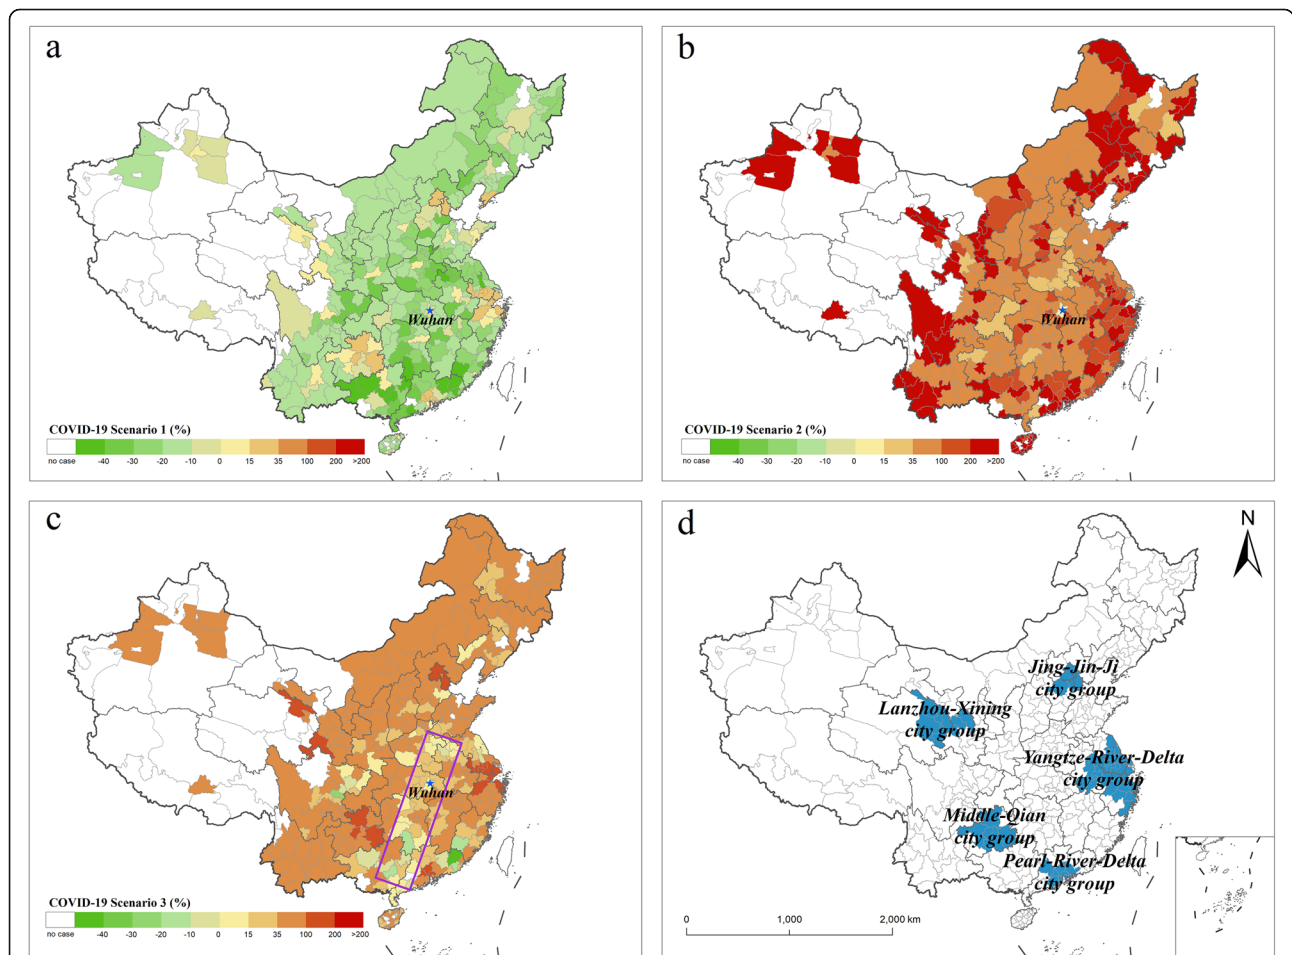 a
Wuhan
COVID-19 Scenario 1 (%)
no case -40 -30 -20 -10 0 15 35 100 200 >200
b
Wuhan
COVID-19 Scenario 2 (%)
no case -40 -30 -20 -10 0 15 35 100 200 >200
c
Wuhan
COVID-19 Scenario 3 (%)
no case -40 -30 -20 -10 0 15 35 100 200 >200
d
N
Jing-Jin-Ji
city group
Lanzhou-Xining
city group
Yangtze-River-Delta
city group
Middle-Qian
city group
Pearl-River-Delta
city group
0 1,000 2,000 km